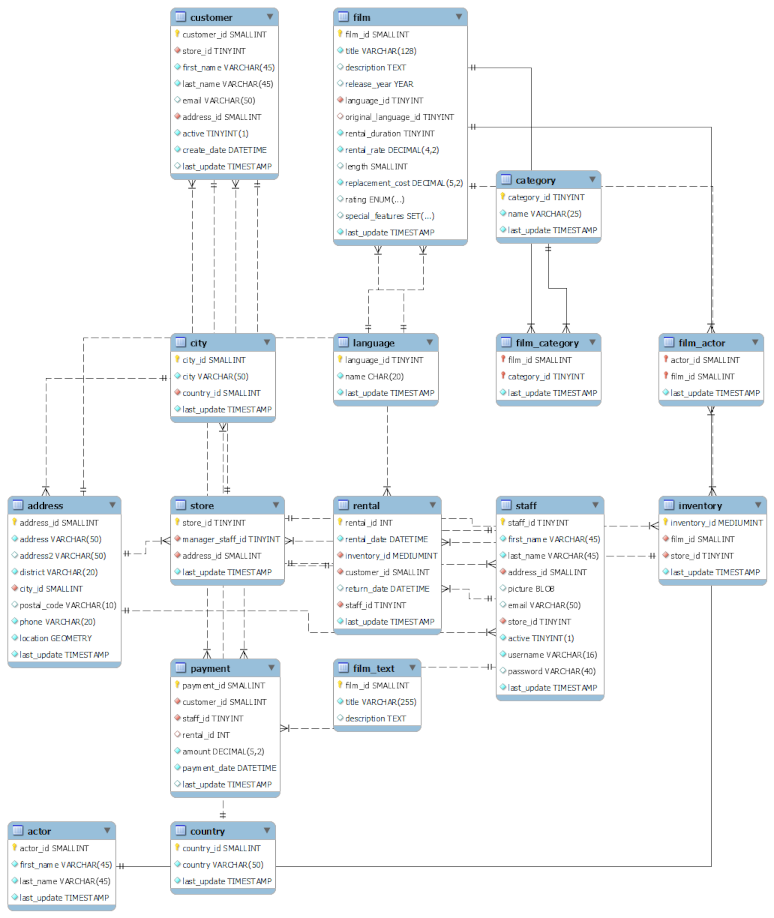 customer
customer_id SMALLINT
store_id TINYINT
first_name VARCHAR(45)
last_name VARCHAR(45)
email VARCHAR(50)
address_id SMALLINT
active TINYINT(1)
create_date DATETIME
last_update TIMESTAMP
film
film_id SMALLINT
title VARCHAR(128)
description TEXT
release_year YEAR
language_id TINYINT
original_language_id TINYINT
rental_duration TINYINT
rental_rate DECIMAL(4,2)
length SMALLINT
replacement_cost DECIMAL(5,2)
rating ENUM(...)
special_features SET(...)
last_update TIMESTAMP
category
category_id TINYINT
name VARCHAR(25)
last_update TIMESTAMP
city
city_id SMALLINT
city VARCHAR(50)
country_id SMALLINT
last_update TIMESTAMP
language
language_id TINYINT
name CHAR(20)
last_update TIMESTAMP
film_category
film_id SMALLINT
category_id TINYINT
last_update TIMESTAMP
film_actor
actor_id SMALLINT
film_id SMALLINT
last_update TIMESTAMP
address
address_id SMALLINT
address VARCHAR(50)
address2 VARCHAR(50)
district VARCHAR(20)
city_id SMALLINT
postal_code VARCHAR(10)
phone VARCHAR(20)
location GEOMETRY
last_update TIMESTAMP
store
store_id TINYINT
manager_staff_id TINYINT
address_id SMALLINT
last_update TIMESTAMP
rental
rental_id INT
rental_date DATETIME
inventory_id MEDIUMINT
customer_id SMALLINT
return_date DATETIME
staff_id TINYINT
last_update TIMESTAMP
staff
staff_id TINYINT
first_name VARCHAR(45)
last_name VARCHAR(45)
address_id SMALLINT
picture BLOB
email VARCHAR(50)
store_id TINYINT
active TINYINT(1)
username VARCHAR(16)
password VARCHAR(40)
last_update TIMESTAMP
inventory
inventory_id MEDIUMINT
film_id SMALLINT
store_id TINYINT
last_update TIMESTAMP
payment
payment_id SMALLINT
customer_id SMALLINT
staff_id TINYINT
rental_id INT
amount DECIMAL(5,2)
payment_date DATETIME
last_update TIMESTAMP
film_text
film_id SMALLINT
title VARCHAR(255)
description TEXT
actor
actor_id SMALLINT
first_name VARCHAR(45)
last_name VARCHAR(45)
last_update TIMESTAMP
country
country_id SMALLINT
country VARCHAR(50)
last_update TIMESTAMP